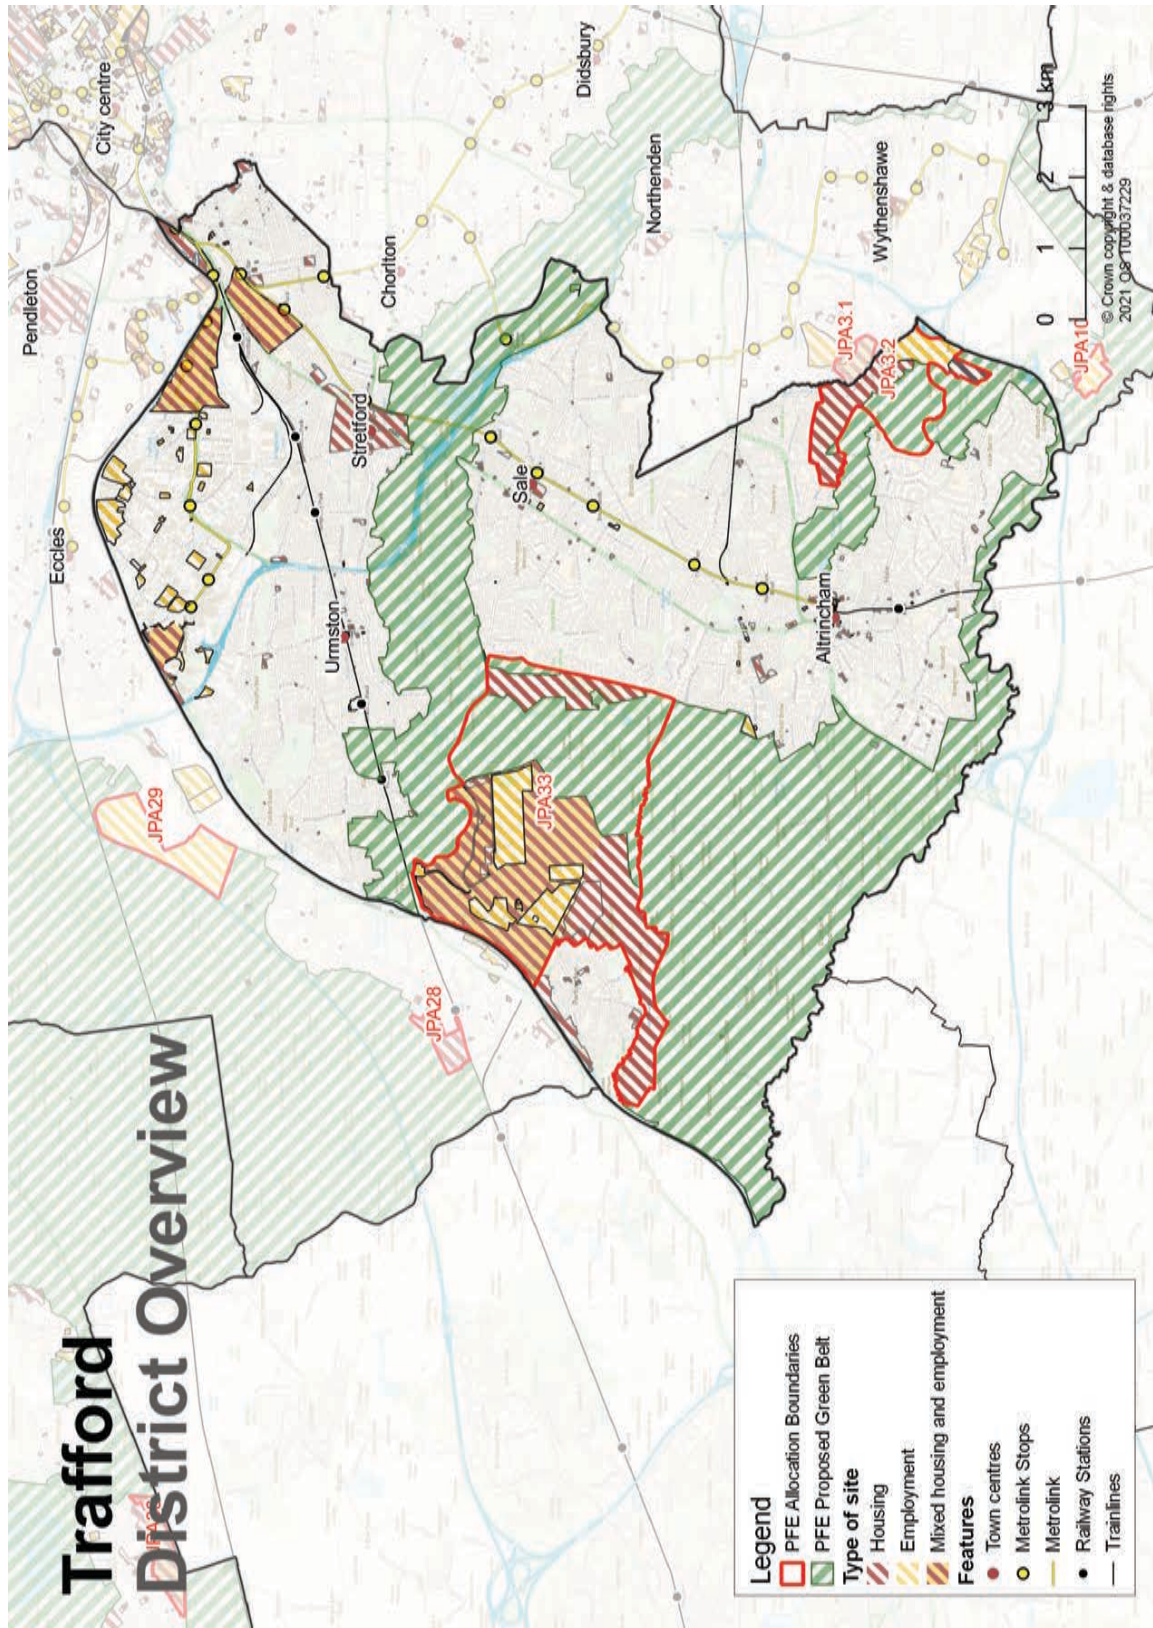 Trafford
District Overview
Pendleton
City centre
Eccles
Didsbury
Chorlton
Northenden
Stretford
Urmston
Sale
Wythenshawe
Altrincham
JPA29
JPA28
JPA33
JPA3.1
JPA3.2
JPA10
Legend
PFE Allocation Boundaries
PFE Proposed Green Belt
Type of site
Housing
Employment
Mixed housing and employment
Features
Town centres
Metrolink Stops
Metrolink
Railway Stations
Trainlines
0 1 2 3 km
© Crown copyright & database rights
2021 OS 100037229